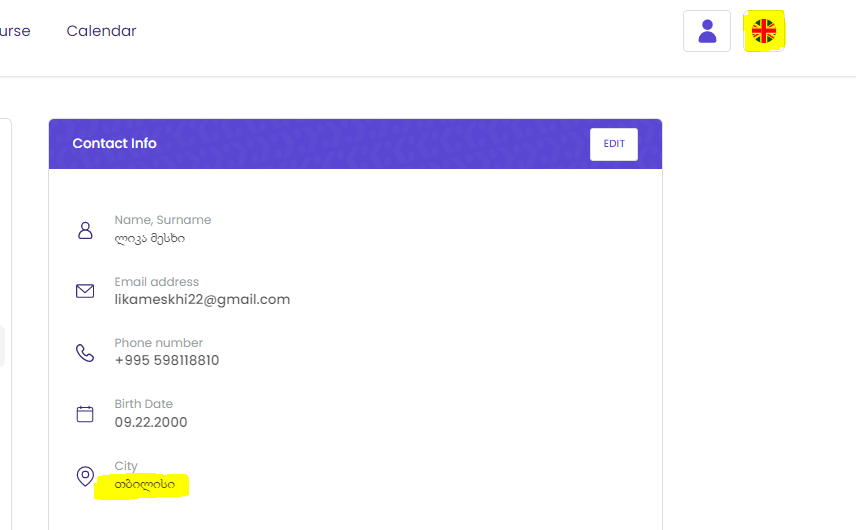 urse Calendar
Contact Info EDIT
Name, Surname
ლიკა მესხი
Email address
likameskhi22@gmail.com
Phone number
+995 598118810
Birth Date
09.22.2000
City
თბილისი